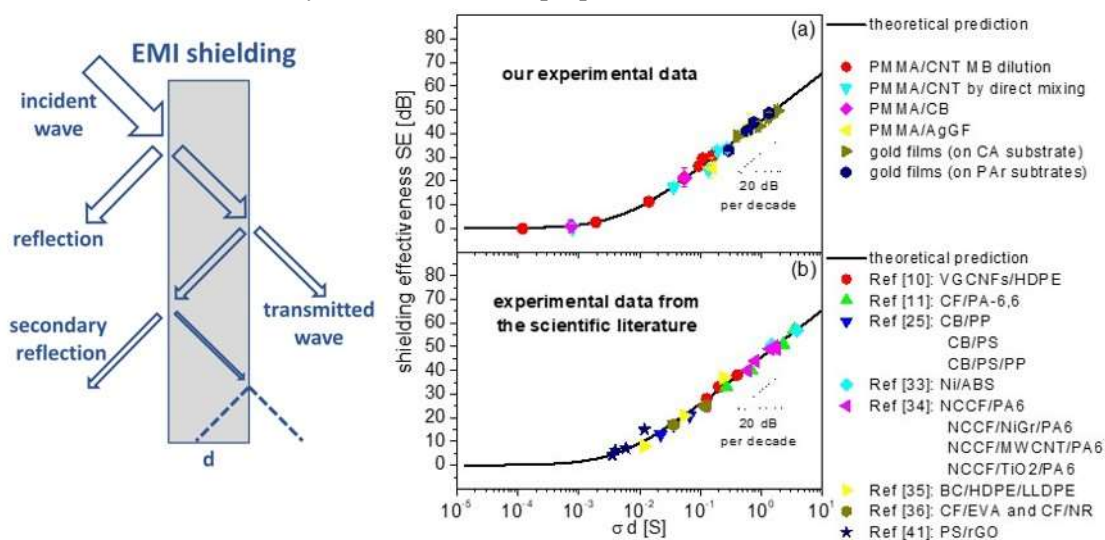 EMI shielding
incident
wave
reflection
secondary
reflection
transmitted
wave
d
shielding effectiveness SE [dB]
80
70
60
50
40
30
20
10
0
(a)
our experimental data
20 dB
per decade
theoretical prediction
PMMA/CNT MB dilution
PMMA/CNT by direct mixing
PMMA/CB
PMMA/AgGF
gold films (on CA substrate)
gold films (on PAr subtrates)
80
70
60
50
40
30
20
10
0
(b)
experimental data from
the scientific literature
20 dB
per decade
10⁻⁵ 10⁻⁴ 10⁻³ 10⁻² 10⁻¹ 10⁰ 10¹
σ d [S]
theoretical prediction
Ref [10]: VGCNFs/HDPE
Ref [11]: CF/PA-6,6
Ref [25]: CB/PP
CB/PS
CB/PS/PP
Ref [33]: Ni/ABS
Ref [34]: NCCF/PA6
NCCF/NiGr/PA6
NCCF/MWCNT/PA6
NCCF/TiO2/PA6
Ref [35]: BC/HDPE/LLDPE
Ref [36]: CF/EVA and CF/NR
Ref [41]: PS/rGO